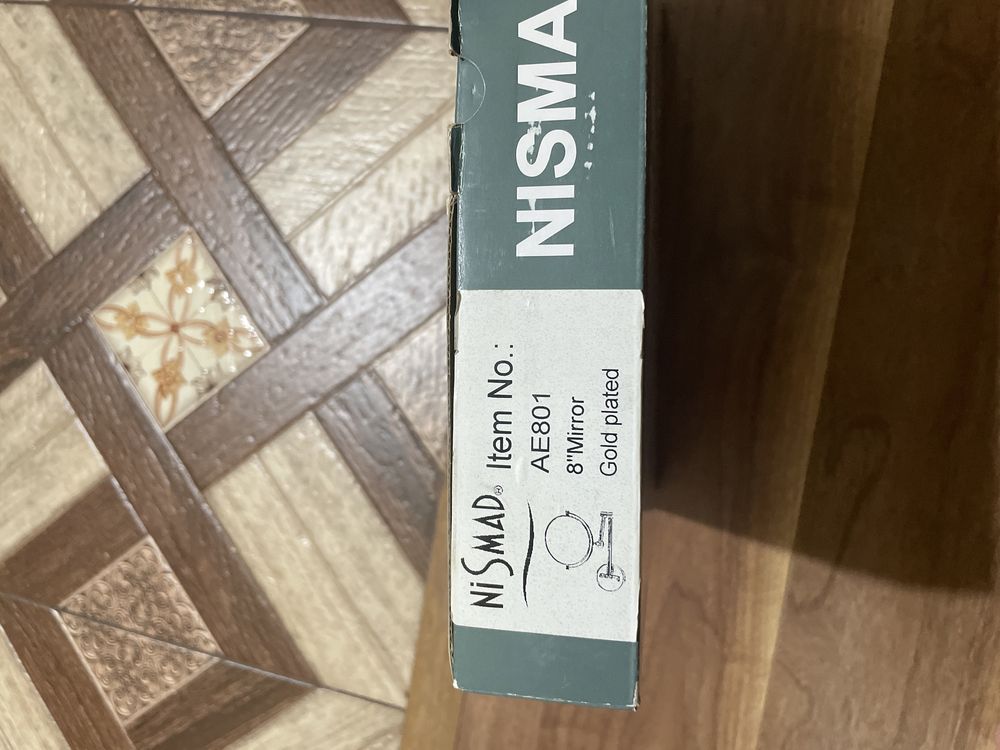 NISMA
NiSMAD®
Item No.:
AE801
8"Mirror
Gold plated